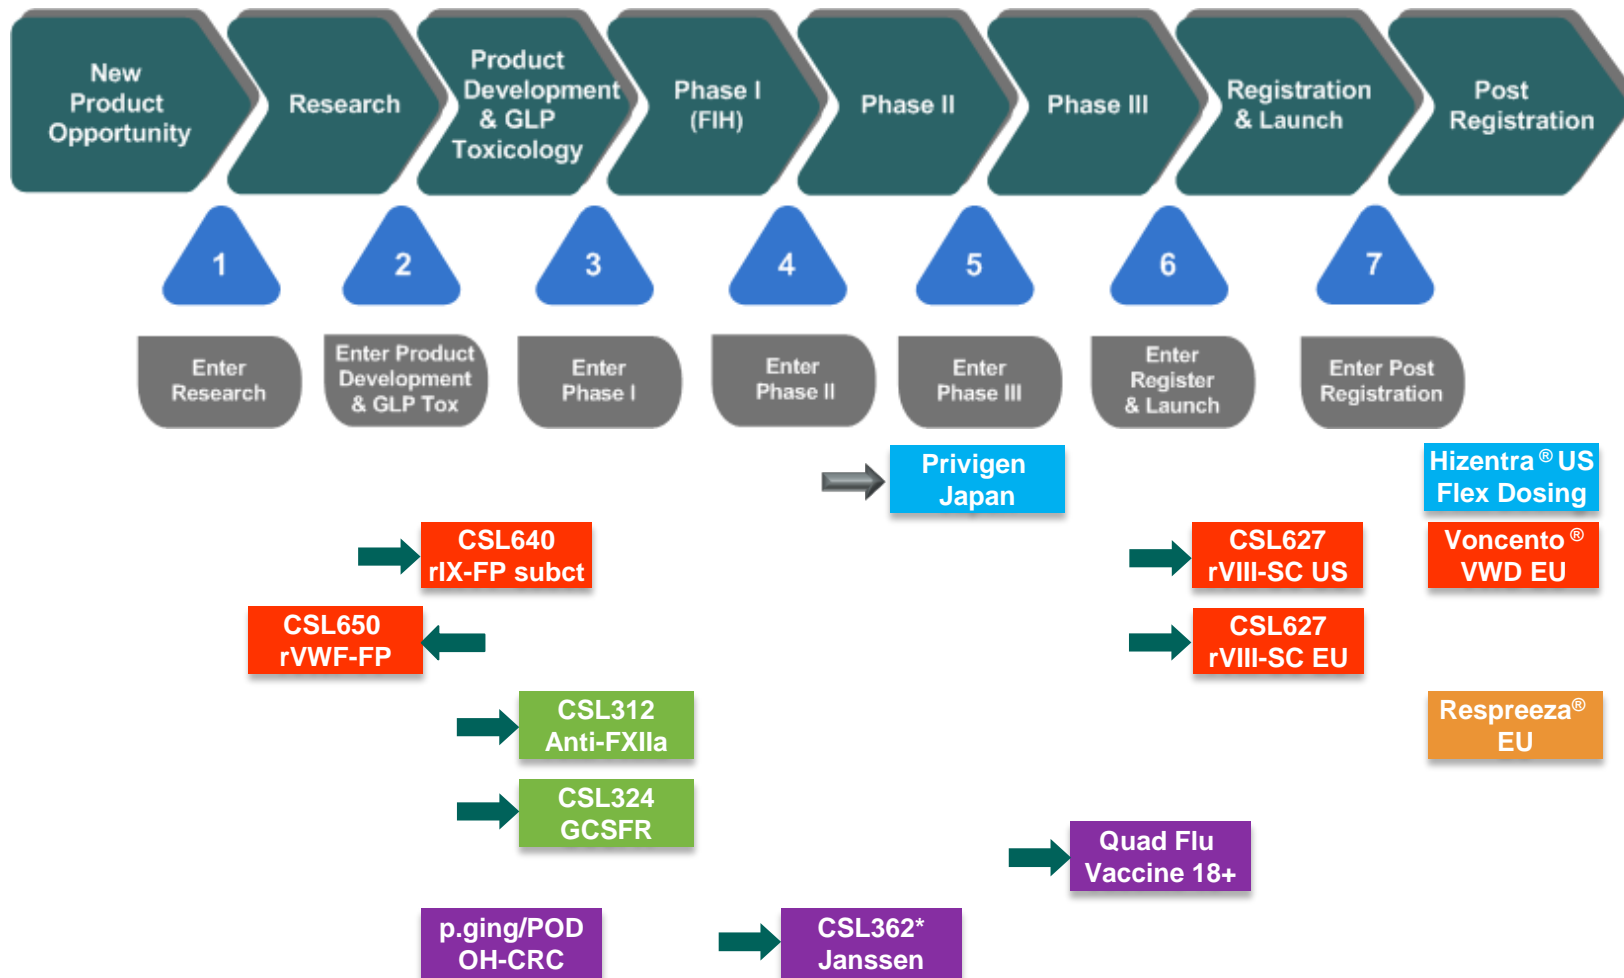 New
Product
Opportunity
Research
Product
Development
& GLP
Toxicology
Phase I
(FIH)
Phase II
Phase III
Registration
& Launch
Post
Registration
1
2
3
4
5
6
7
Enter
Research
Enter Product
Development
& GLP Tox
Enter
Phase I
Enter
Phase II
Enter
Phase III
Enter
Register
& Launch
Enter Post
Registration
Privigen
Japan
Hizentra® US
Flex Dosing
CSL640
rIX-FP subct
CSL627
rVIII-SC US
Voncento®
VWD EU
CSL650
rVWF-FP
CSL627
rVIII-SC EU
CSL312
Anti-FXIIa
Respreeza®
EU
CSL324
GCSFR
Quad Flu
Vaccine 18+
p.ging/POD
OH-CRC
CSL362*
Janssen